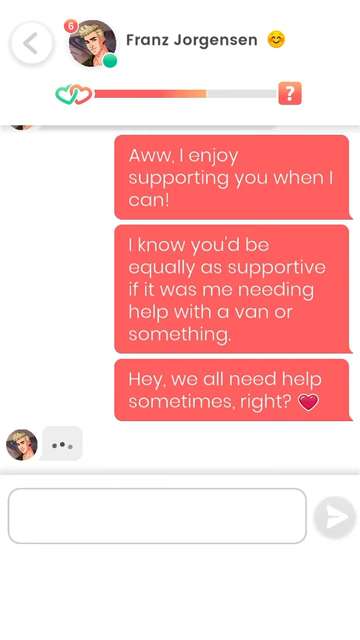 6
Franz Jorgensen 😊
?
Aww, I enjoy
supporting you when I
can!
I know you'd be
equally as supportive
if it was me needing
help with a van or
something.
Hey, we all need help
sometimes, right? ❤️